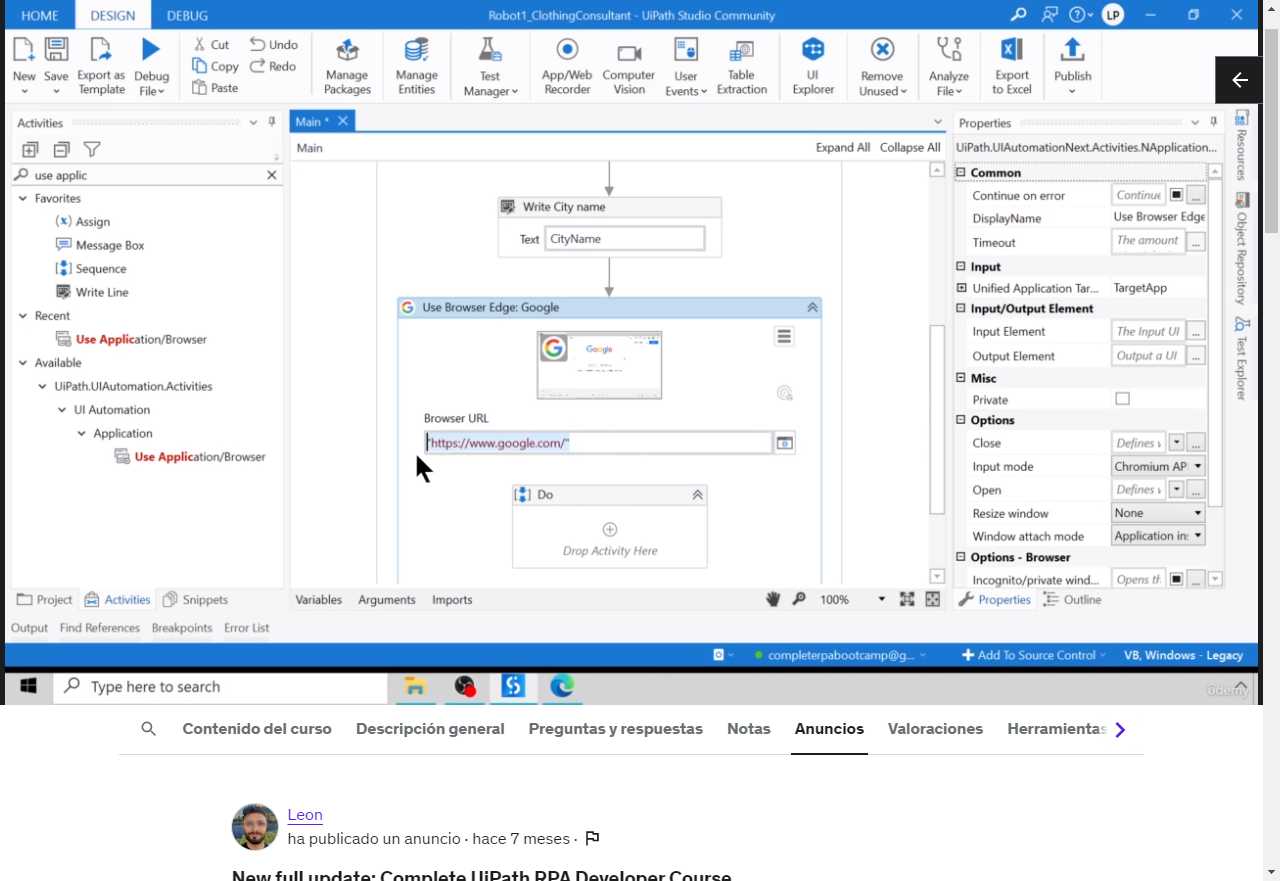 HOME DESIGN DEBUG Robot1_ClothingConsultant - UiPath Studio Community LP
Cut Undo
Copy Redo
Paste
New Save Export as Template Debug File Manage Packages Manage Entities Test Manager App/Web Recorder Computer Vision User Events Table Extraction UI Explorer Remove Unused Analyze File Export to Excel Publish
Activities
use applic
Favorites
Assign
Message Box
Sequence
Write Line
Recent
Use Application/Browser
Available
UiPath.UIAutomation.Activities
UI Automation
Application
Use Application/Browser
Project Activities Snippets
Main *
Main Expand All Collapse All
Write City name
Text CityName
Use Browser Edge: Google
Google
Browser URL
"https://www.google.com/"
Do
Drop Activity Here
Variables Arguments Imports 100%
Properties
UiPath.UIAutomationNext.Activities.NApplication...
Common
Continue on error Continue ...
DisplayName Use Browser Edge
Timeout The amount ...
Input
Unified Application Tar... TargetApp
Input/Output Element
Input Element The Input UI ...
Output Element Output a UI ...
Misc
Private
Options
Close Defines ...
Input mode Chromium AP
Open Defines ...
Resize window None
Window attach mode Application in
Options - Browser
Incognito/private wind... Opens th ...
Properties Outline
Resources
Object Repository
Test Explorer
Output Find References Breakpoints Error List
completerpabootcamp@g... Add To Source Control VB, Windows - Legacy
Type here to search
Udemy
Contenido del curso Descripción general Preguntas y respuestas Notas Anuncios Valoraciones Herramientas
Leon
ha publicado un anuncio · hace 7 meses ·
New full update: Complete UiPath RPA Developer Course